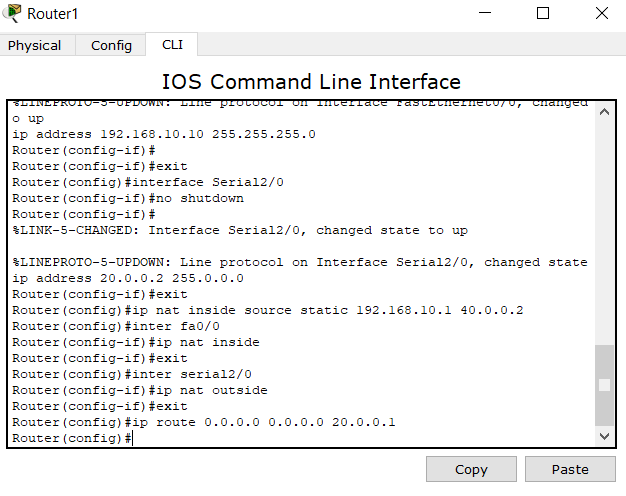 Router1
Physical Config CLI
IOS Command Line Interface
%LINEPROTO-5-UPDOWN: Line protocol on Interface FastEthernet0/0, changed
o up
ip address 192.168.10.10 255.255.255.0
Router(config-if)#
Router(config-if)#exit
Router(config)#interface Serial2/0
Router(config-if)#no shutdown
Router(config-if)#
%LINK-5-CHANGED: Interface Serial2/0, changed state to up
%LINEPROTO-5-UPDOWN: Line protocol on Interface Serial2/0, changed state
ip address 20.0.0.2 255.0.0.0
Router(config-if)#exit
Router(config)#ip nat inside source static 192.168.10.1 40.0.0.2
Router(config)#inter fa0/0
Router(config-if)#ip nat inside
Router(config-if)#exit
Router(config)#inter serial2/0
Router(config-if)#ip nat outside
Router(config-if)#exit
Router(config)#ip route 0.0.0.0 0.0.0.0 20.0.0.1
Router(config)#
Copy Paste